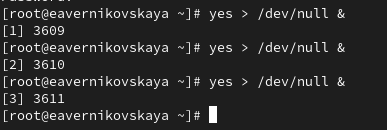 [root@eavernikovskaya ~]# yes > /dev/null &
[1] 3609
[root@eavernikovskaya ~]# yes > /dev/null &
[2] 3610
[root@eavernikovskaya ~]# yes > /dev/null &
[3] 3611
[root@eavernikovskaya ~]#